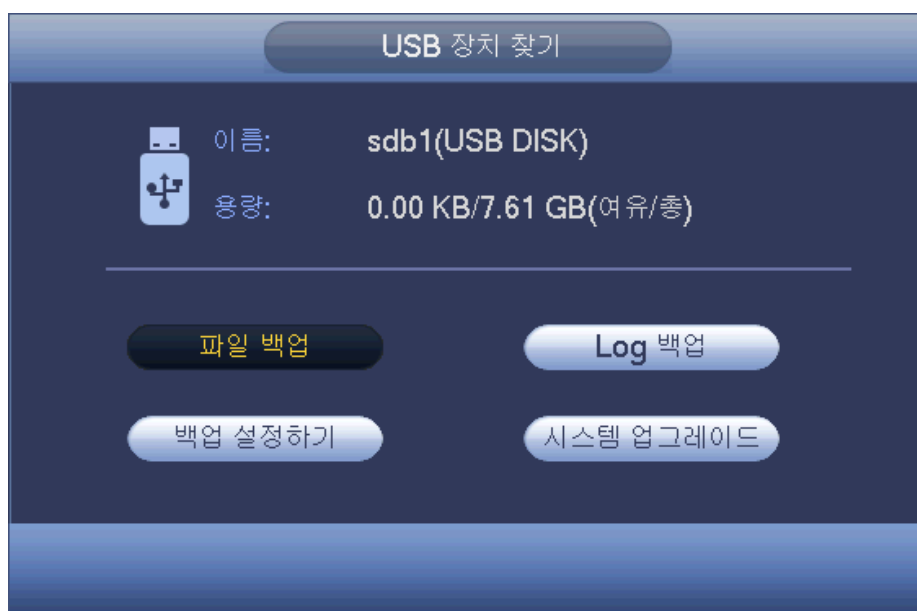 USB 장치 찾기
이름: sdb1(USB DISK)
용량: 0.00 KB/7.61 GB(여유/총)
파일 백업 Log 백업
백업 설정하기 시스템 업그레이드